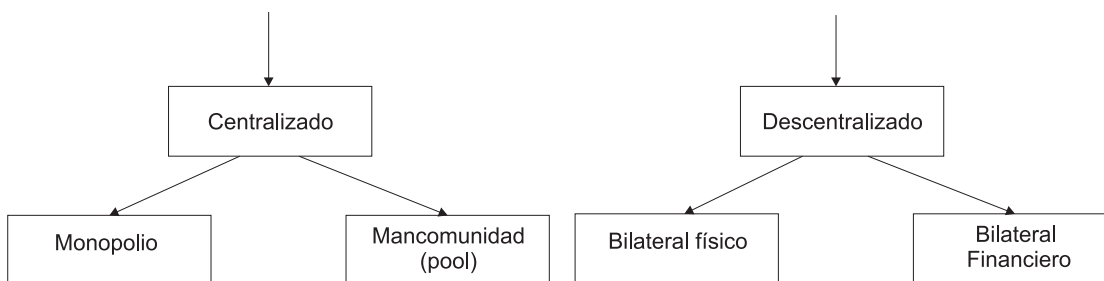 Centralizado
Descentralizado
Monopolio
Mancomunidad
(pool)
Bilateral físico
Bilateral
Financiero